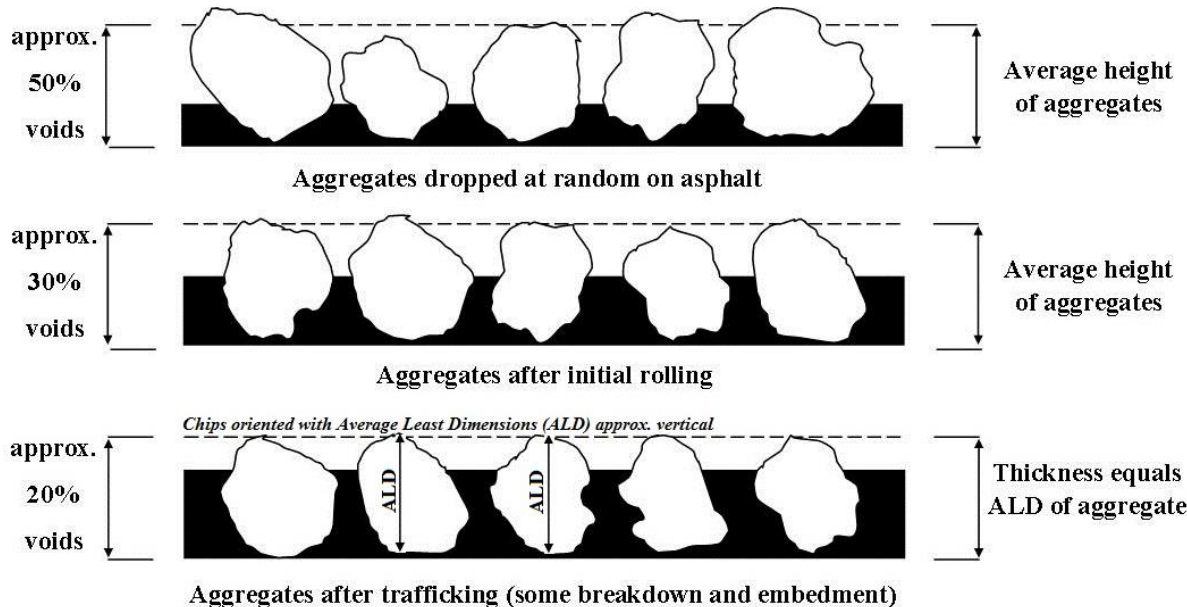 approx.
50%
voids
Average height
of aggregates
Aggregates dropped at random on asphalt
approx.
30%
voids
Average height
of aggregates
Aggregates after initial rolling
Chips oriented with Average Least Dimensions (ALD) approx. vertical
approx.
20%
voids
ALD
ALD
Thickness equals
ALD of aggregate
Aggregates after trafficking (some breakdown and embedment)